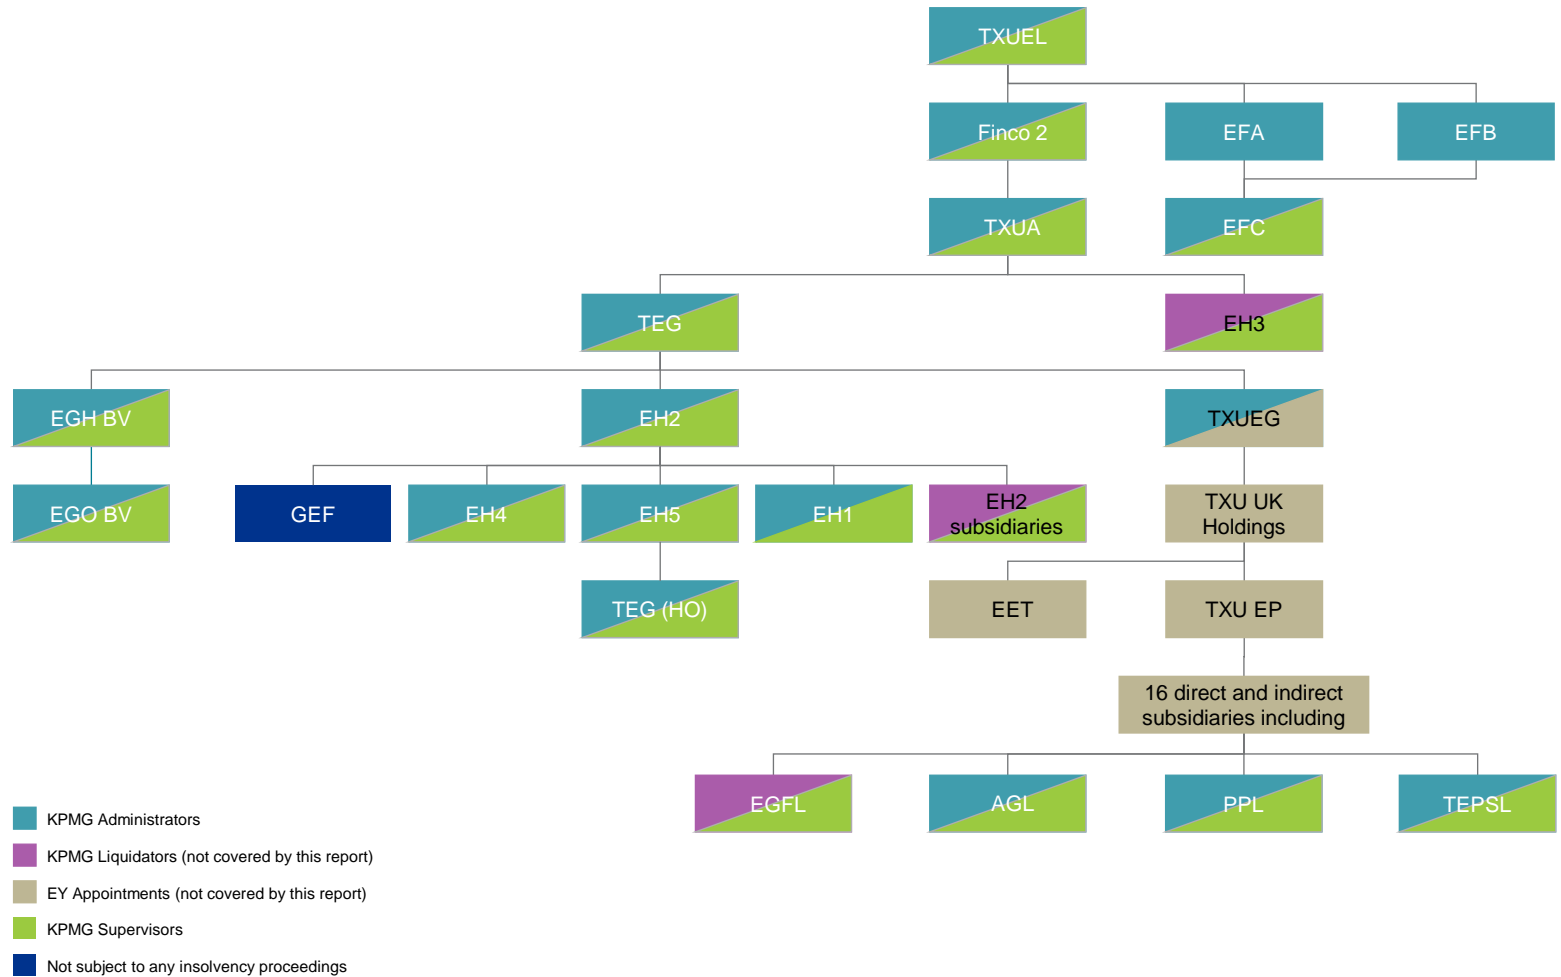 TXUEL
Finco 2
EFA
EFB
TXUA
EFC
TEG
EH3
EGH BV
EH2
TXUEG
EGO BV
GEF
EH4
EH5
EH1
EH2
subsidiaries
TXU UK
Holdings
TEG (HO)
EET
TXU EP
16 direct and indirect
subsidiaries including
EGFL
AGL
PPL
TEPSL
KPMG Administrators
KPMG Liquidators (not covered by this report)
EY Appointments (not covered by this report)
KPMG Supervisors
Not subject to any insolvency proceedings